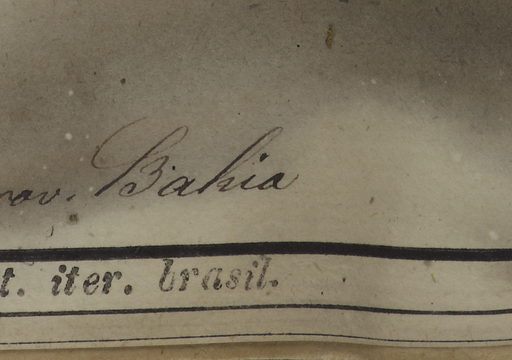 rov. Bahia
t. iter. brasil.